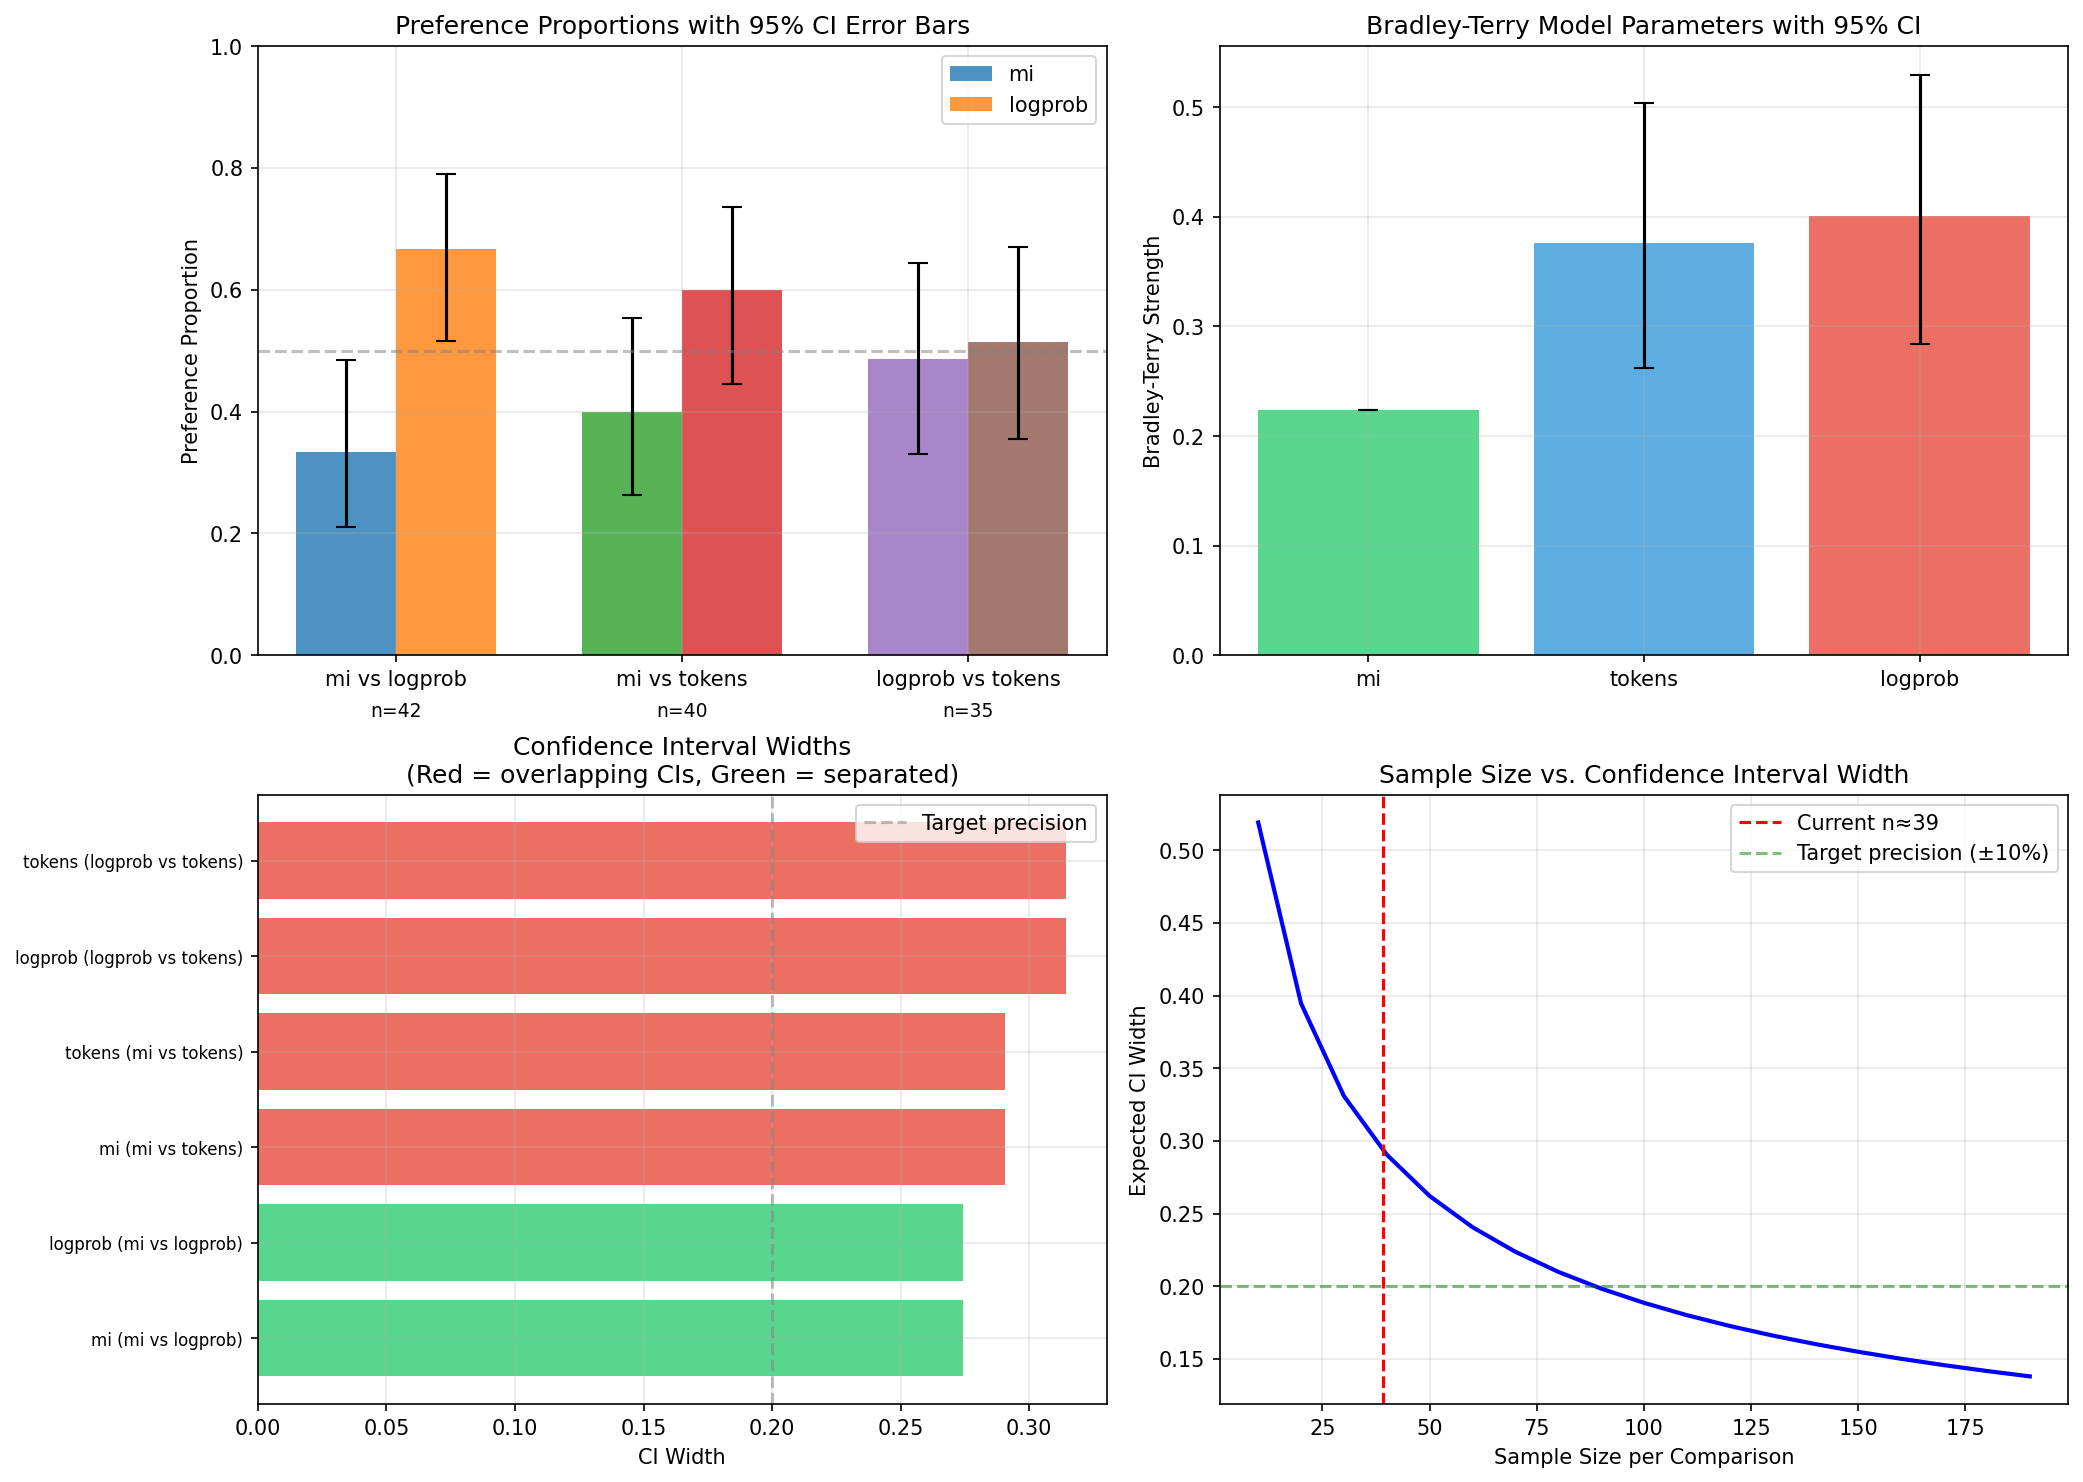 Preference Proportions with 95% CI Error Bars
Preference Proportion
1.0
0.8
0.6
0.4
0.2
0.0
mi
logprob
mi vs logprob
mi vs tokens
logprob vs tokens
n=42
n=40
n=35
Bradley-Terry Model Parameters with 95% CI
Bradley-Terry Strength
0.5
0.4
0.3
0.2
0.1
0.0
mi
tokens
logprob
Confidence Interval Widths
(Red = overlapping CIs, Green = separated)
Target precision
tokens (logprob vs tokens)
logprob (logprob vs tokens)
tokens (mi vs tokens)
mi (mi vs tokens)
logprob (mi vs logprob)
mi (mi vs logprob)
0.00 0.05 0.10 0.15 0.20 0.25 0.30
CI Width
Sample Size vs. Confidence Interval Width
Current n≈39
Target precision (±10%)
Expected CI Width
0.50
0.45
0.40
0.35
0.30
0.25
0.20
0.15
25 50 75 100 125 150 175
Sample Size per Comparison